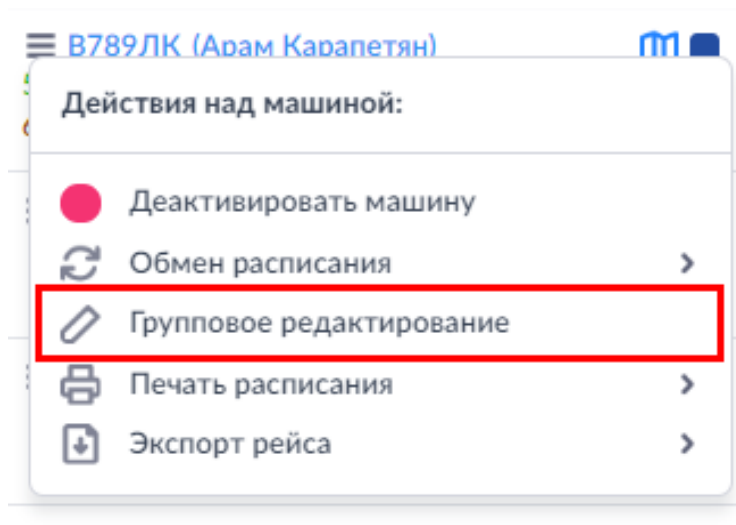 В789ЛК (Арам Карапетян)
Действия над машиной:
Деактивировать машину
Обмен расписания
Групповое редактирование
Печать расписания
Экспорт рейса